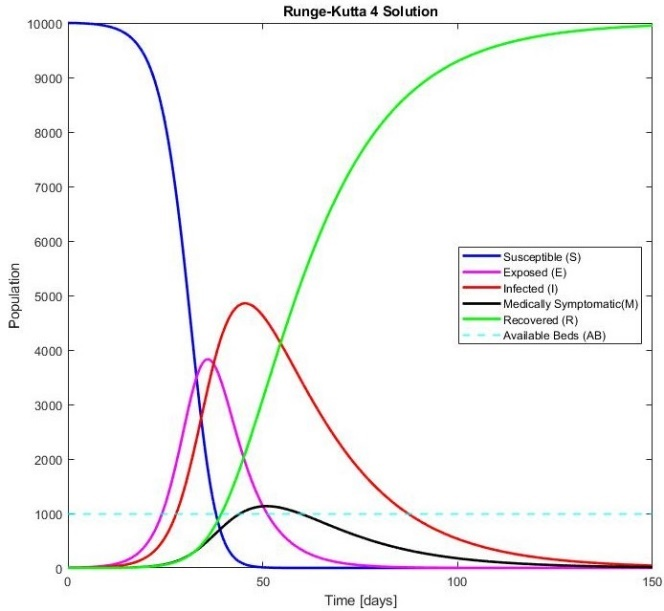 Runge-Kutta 4 Solution
10000
9000
8000
7000
6000
5000
4000
3000
2000
1000
0
Population
Susceptible (S)
Exposed (E)
Infected (I)
Medically Symptomatic(M)
Recovered (R)
Available Beds (AB)
0
50
100
150
Time [days]